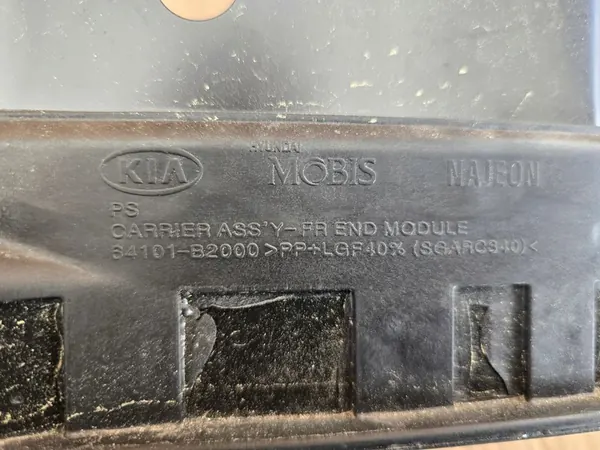 HYUNDAI
KIA MOBIS NAJEON
PS
CARRIER ASS'Y-FR END MODULE
64101-B2000 >PP+LGF40% (SGARC340)<